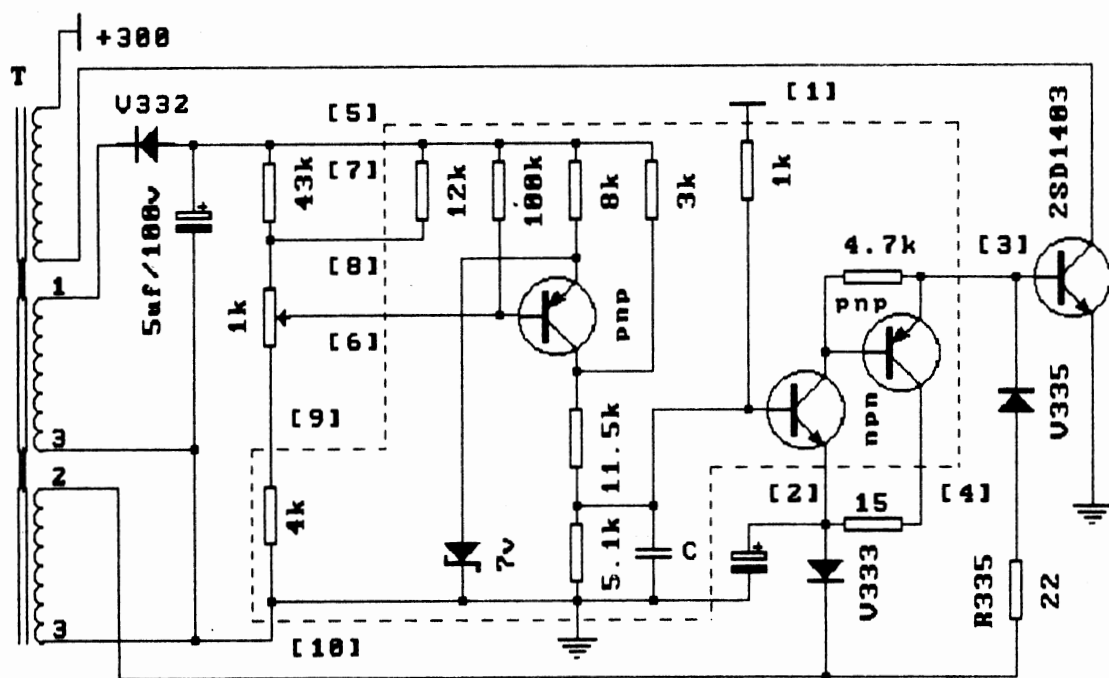 +300
T
V332
[5]
[1]
[7]
43k
12k
100k
8k
3k
1k
2SD1403
5uf/100v
4.7k
[3]
[8]
1
1k
pnp
pnp
[6]
npn
V335
[9]
3
2
11.5k
[2]
15
[4]
4k
7v
5.1k
C
V333
R335
22
3
[10]